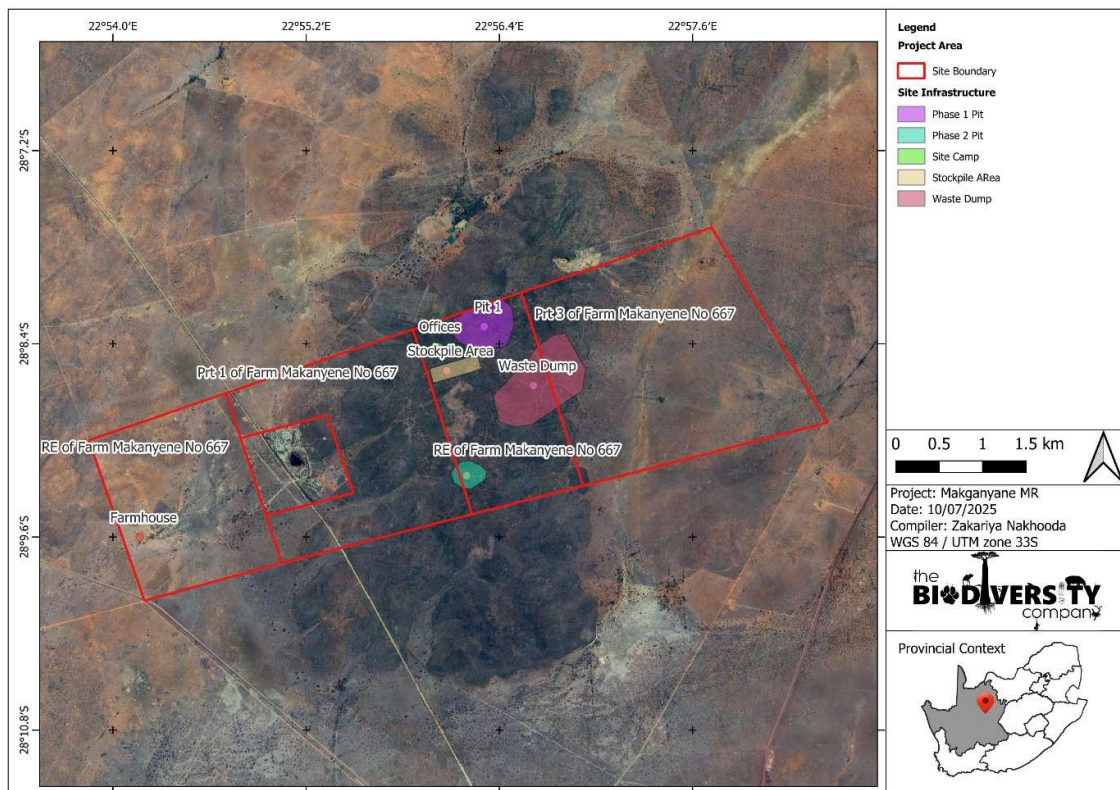 22°54.0'E
22°55.2'E
22°56.4'E
22°57.6'E
28°7.2'S
28°8.4'S
28°9.6'S
28°10.8'S
Pit 1
Prt 3 of Farm Makanyene No 667
Offices
Stockpile Area
Waste Dump
Prt 1 of Farm Makanyene No 667
RE of Farm Makanyene No 667
RE of Farm Makanyene No 667
Farmhouse
Legend
Project Area
Site Boundary
Site Infrastructure
Phase 1 Pit
Phase 2 Pit
Site Camp
Stockpile ARea
Waste Dump
0 0.5 1 1.5 km
Project: Makganyane MR
Date: 10/07/2025
Compiler: Zakariya Nakhooda
WGS 84 / UTM zone 33S
the
BIODIVERSITY
company
Provincial Context